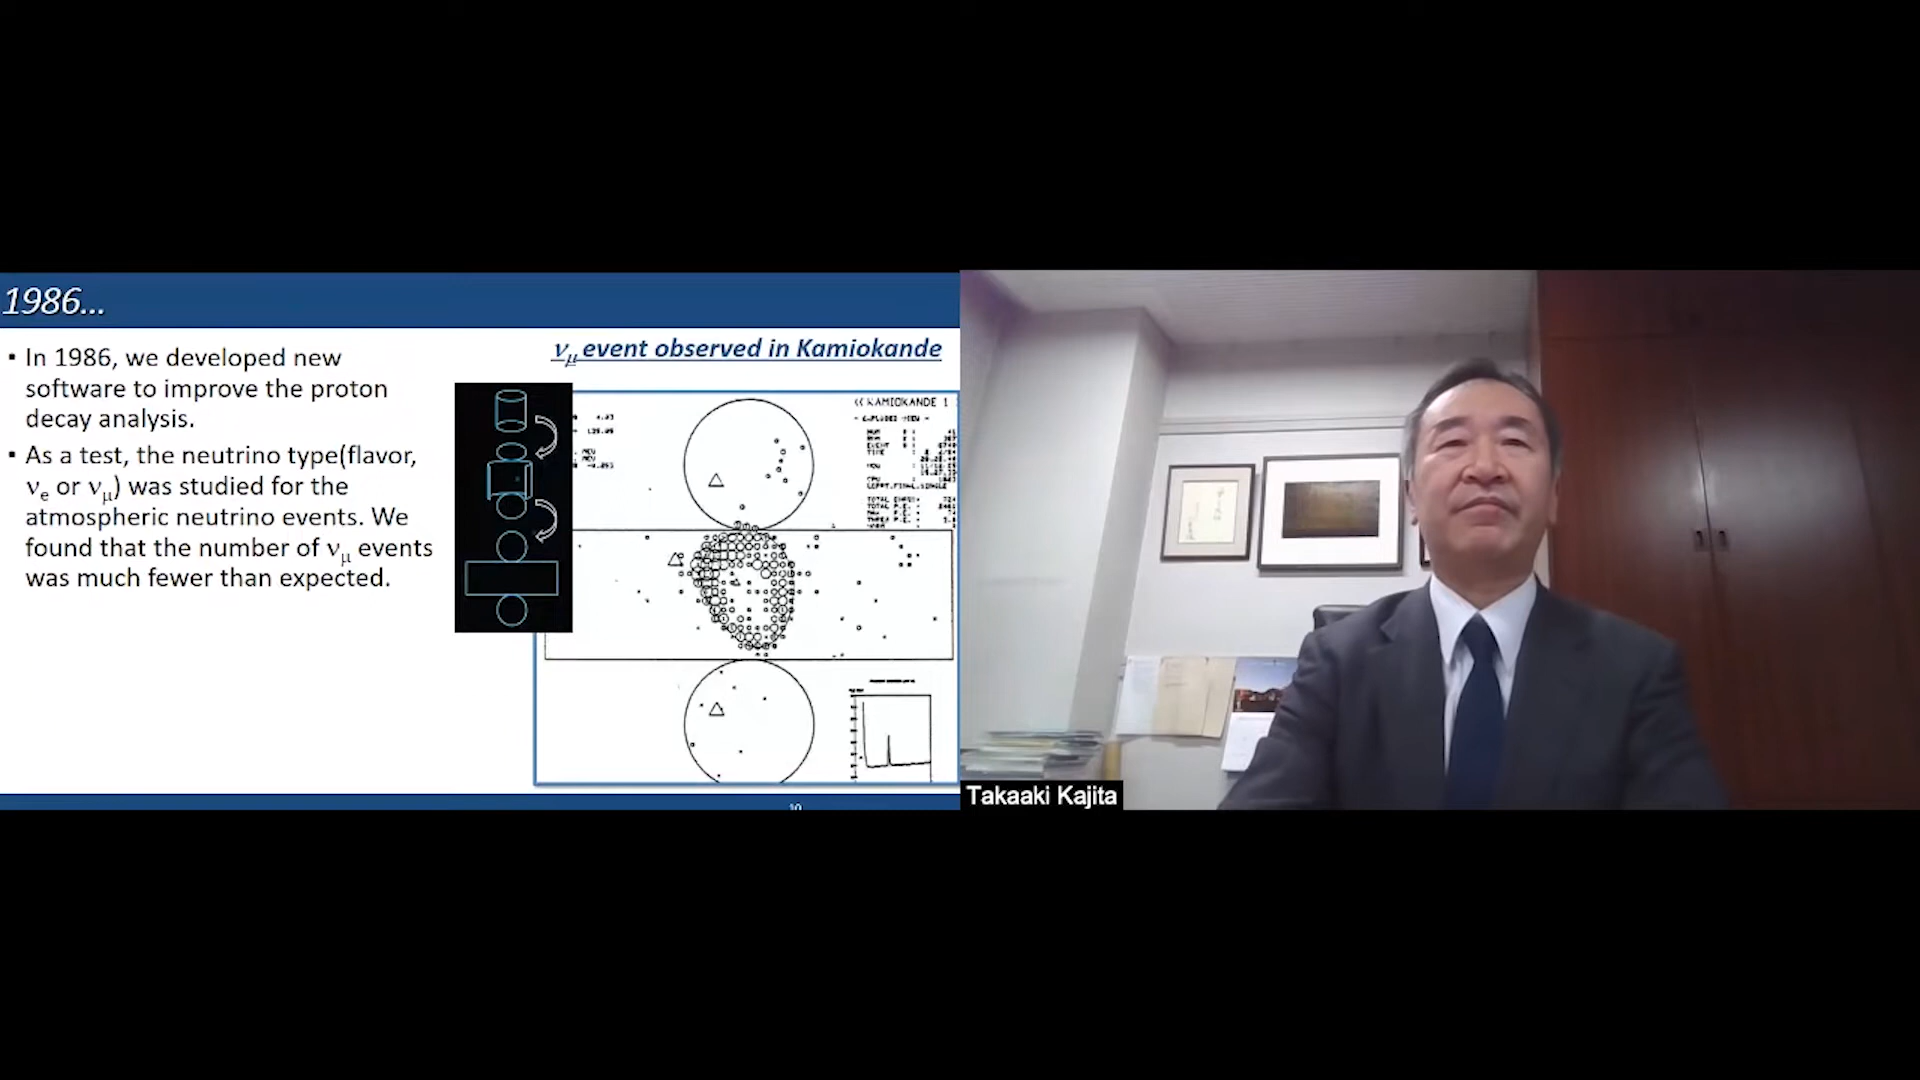 1986...
▪ In 1986, we developed new
software to improve the proton
decay analysis.
▪ As a test, the neutrino type(flavor,
νe or νμ) was studied for the
atmospheric neutrino events. We
found that the number of νμ events
was much fewer than expected.
νμ event observed in Kamiokande
<< KAMIOKANDE 1
10
Takaaki Kajita